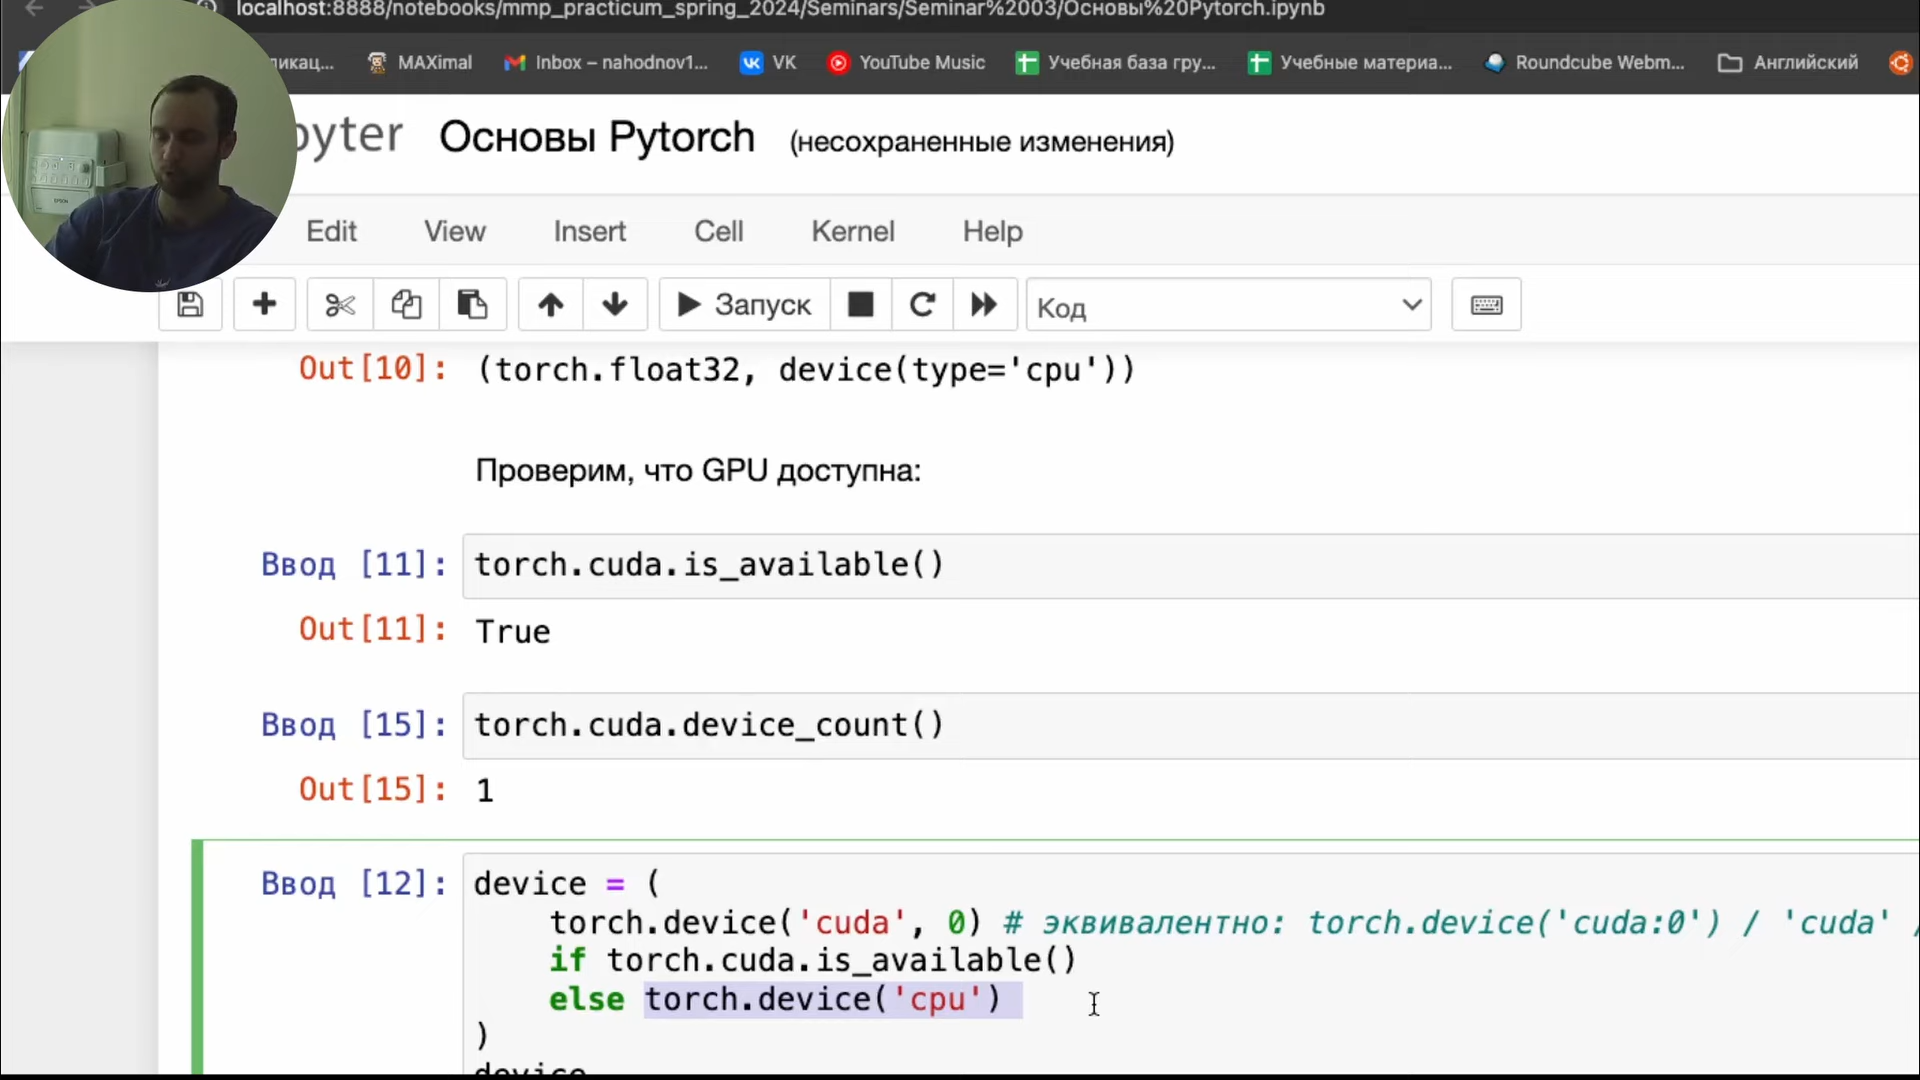 localhost:8888/notebooks/mmp_practicum_spring_2024/Seminars/Seminar%2003/Основы%20Pytorch.ipynb
ликац... MAXimal Inbox – nahodnov1... VK YouTube Music Учебная база гру... Учебные материа... Roundcube Webm... Английский
pyter Основы Pytorch (несохраненные изменения)
Edit View Insert Cell Kernel Help
Запуск Код
Out[10]: (torch.float32, device(type='cpu'))
Проверим, что GPU доступна:
Ввод [11]: torch.cuda.is_available()
Out[11]: True
Ввод [15]: torch.cuda.device_count()
Out[15]: 1
Ввод [12]: device = (
torch.device('cuda', 0) # эквивалентно: torch.device('cuda:0') / 'cuda' /
if torch.cuda.is_available()
else torch.device('cpu')
)
device